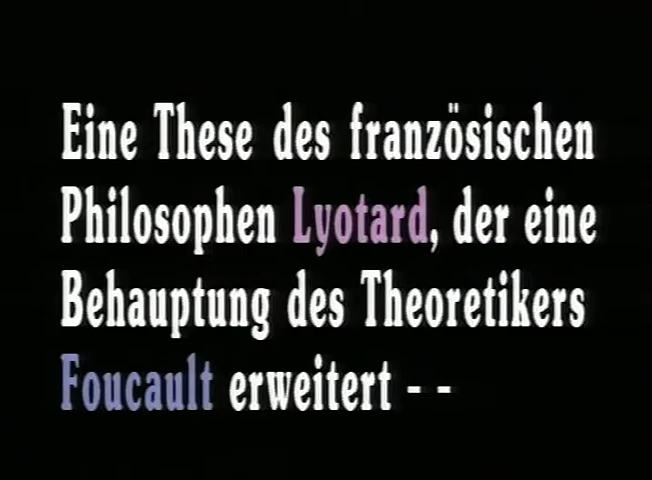 Eine These des französischen
Philosophen Lyotard, der eine
Behauptung des Theoretikers
Foucault erweitert - -